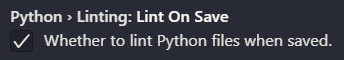 Python › Linting: Lint On Save
Whether to lint Python files when saved.